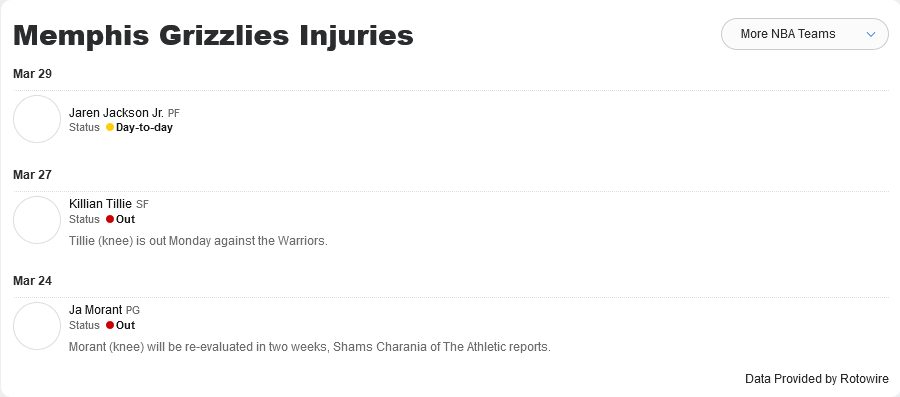 Memphis Grizzlies Injuries
More NBA Teams
Mar 29
Jaren Jackson Jr. PF
Status Day-to-day
Mar 27
Killian Tillie SF
Status Out
Tillie (knee) is out Monday against the Warriors.
Mar 24
Ja Morant PG
Status Out
Morant (knee) will be re-evaluated in two weeks, Shams Charania of The Athletic reports.
Data Provided by Rotowire